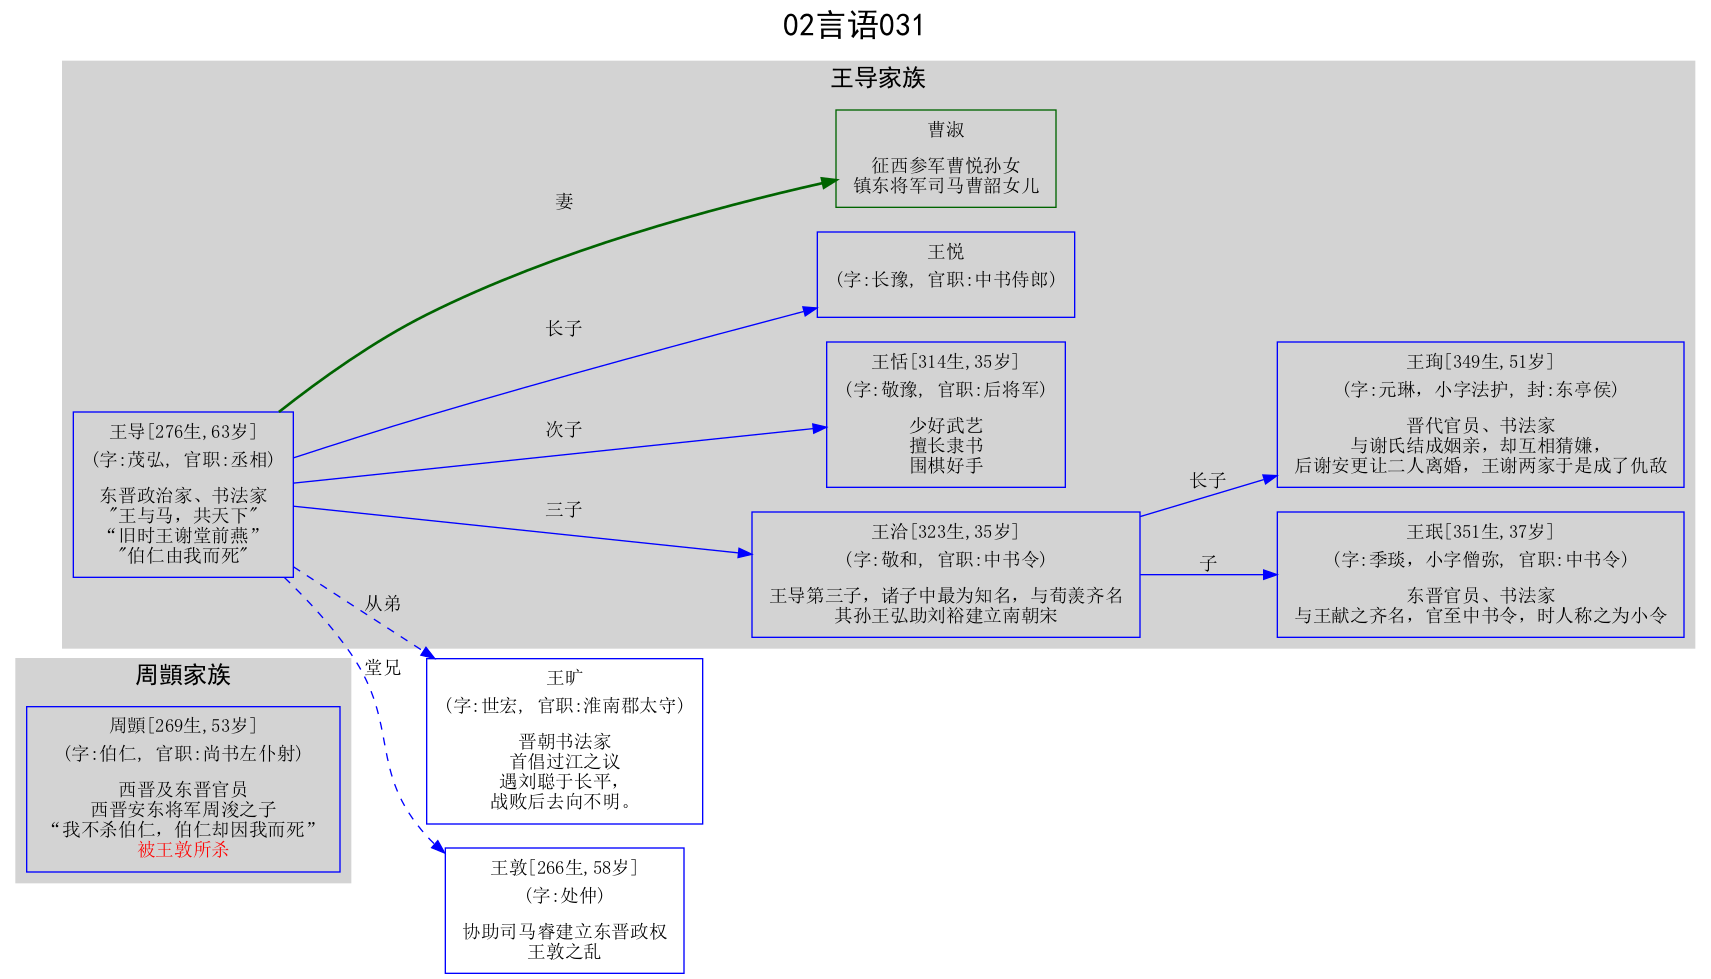 02言语031
王导家族
曹淑
征西参军曹悦孙女
镇东将军司马曹韶女儿
妻
王悦
(字:长豫, 官职:中书侍郎)
长子
王恬[314生,35岁]
(字:敬豫, 官职:后将军)
少好武艺
擅长隶书
围棋好手
次子
王珣[349生,51岁]
(字:元琳，小字法护, 封:东亭侯)
晋代官员、书法家
与谢氏结成姻亲，却互相猜嫌，
后谢安更让二人离婚，王谢两家于是成了仇敌
王导[276生,63岁]
(字:茂弘, 官职:丞相)
东晋政治家、书法家
"王与马，共天下"
“旧时王谢堂前燕”
"伯仁由我而死"
三子
长子
王洽[323生,35岁]
(字:敬和, 官职:中书令)
王导第三子，诸子中最为知名，与荀羡齐名
其孙王弘助刘裕建立南朝宋
子
王珉[351生,37岁]
(字:季琰，小字僧弥, 官职:中书令)
东晋官员、书法家
与王献之齐名，官至中书令，时人称之为小令
从弟
堂兄
周顗家族
周顗[269生,53岁]
(字:伯仁, 官职:尚书左仆射)
西晋及东晋官员
西晋安东将军周浚之子
“我不杀伯仁，伯仁却因我而死”
被王敦所杀
王旷
(字:世宏, 官职:淮南郡太守)
晋朝书法家
首倡过江之议
遇刘聪于长平，
战败后去向不明。
王敦[266生,58岁]
(字:处仲)
协助司马睿建立东晋政权
王敦之乱